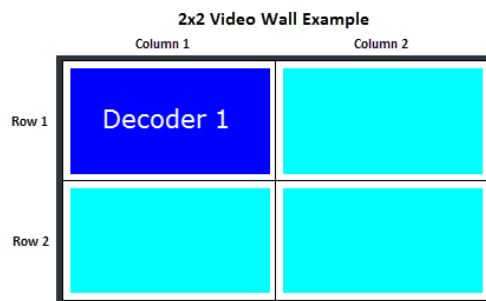 2x2 Video Wall Example
Column 1 Column 2
Row 1
Decoder 1
Row 2